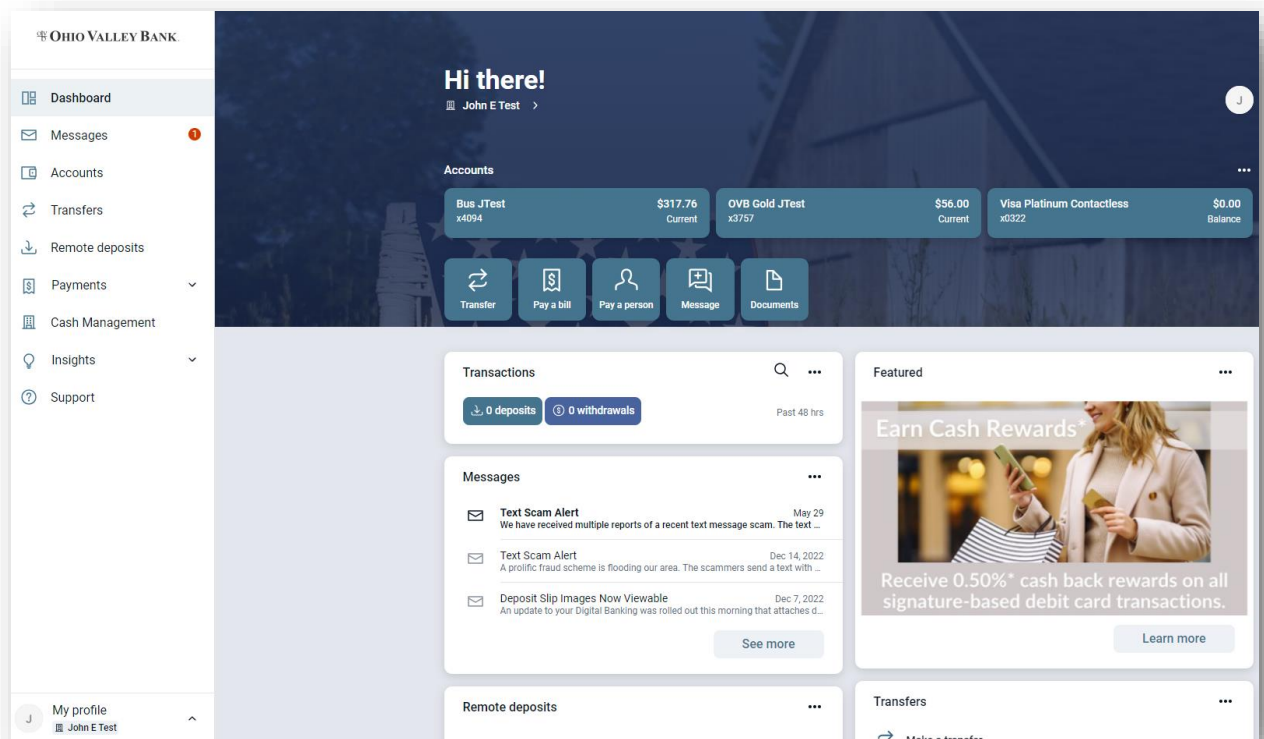 OHIO VALLEY BANK.
Dashboard
Messages 1
Accounts
Transfers
Remote deposits
Payments
Cash Management
Insights
Support
J My profile
John E Test
Hi there!
John E Test
J
Accounts
Bus JTest $317.76
x4094 Current
OVB Gold JTest $56.00
x3757 Current
Visa Platinum Contactless $0.00
x0322 Balance
Transfer
Pay a bill
Pay a person
Message
Documents
Transactions
0 deposits
0 withdrawals
Past 48 hrs
Messages
Text Scam Alert May 29
We have received multiple reports of a recent text message scam. The text ...
Text Scam Alert Dec 14, 2022
A prolific fraud scheme is flooding our area. The scammers send a text with ...
Deposit Slip Images Now Viewable Dec 7, 2022
An update to your Digital Banking was rolled out this morning that attaches d...
See more
Remote deposits
Featured
Earn Cash Rewards*
Receive 0.50%* cash back rewards on all
signature-based debit card transactions.
Learn more
Transfers
Make a transfer